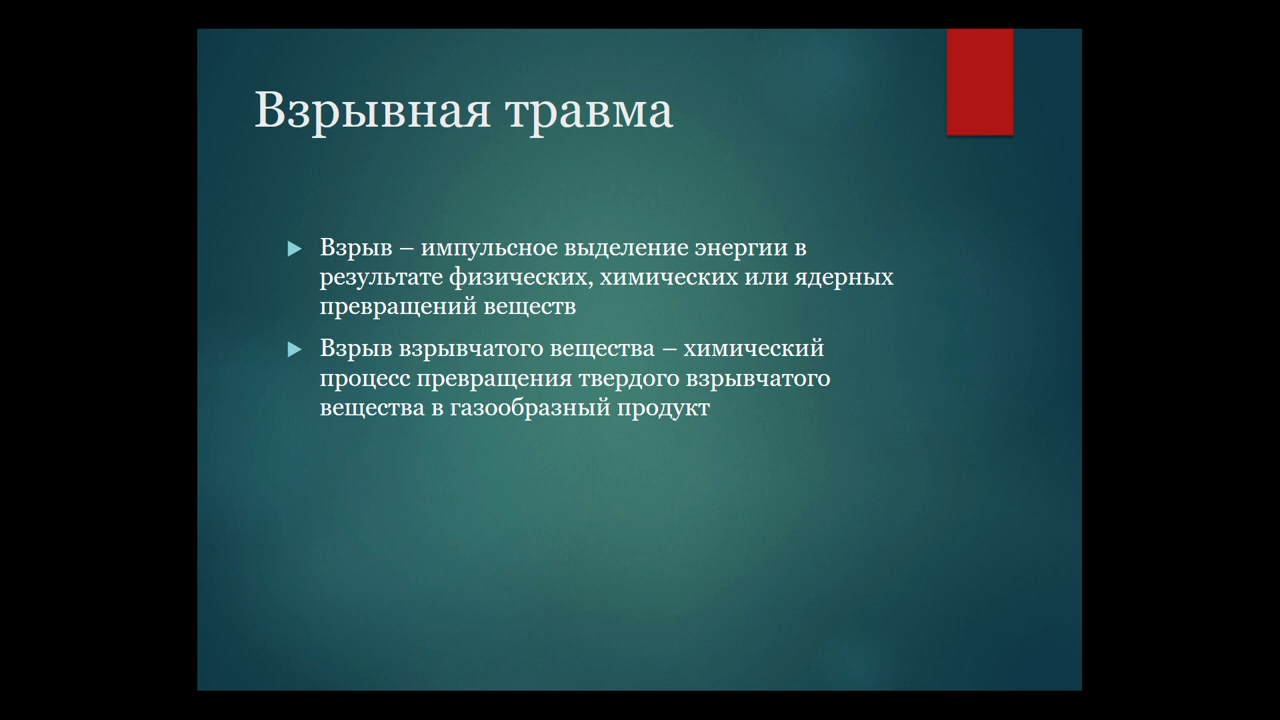 Взрывная травма
Взрыв – импульсное выделение энергии в
результате физических, химических или ядерных
превращений веществ
Взрыв взрывчатого вещества – химический
процесс превращения твердого взрывчатого
вещества в газообразный продукт